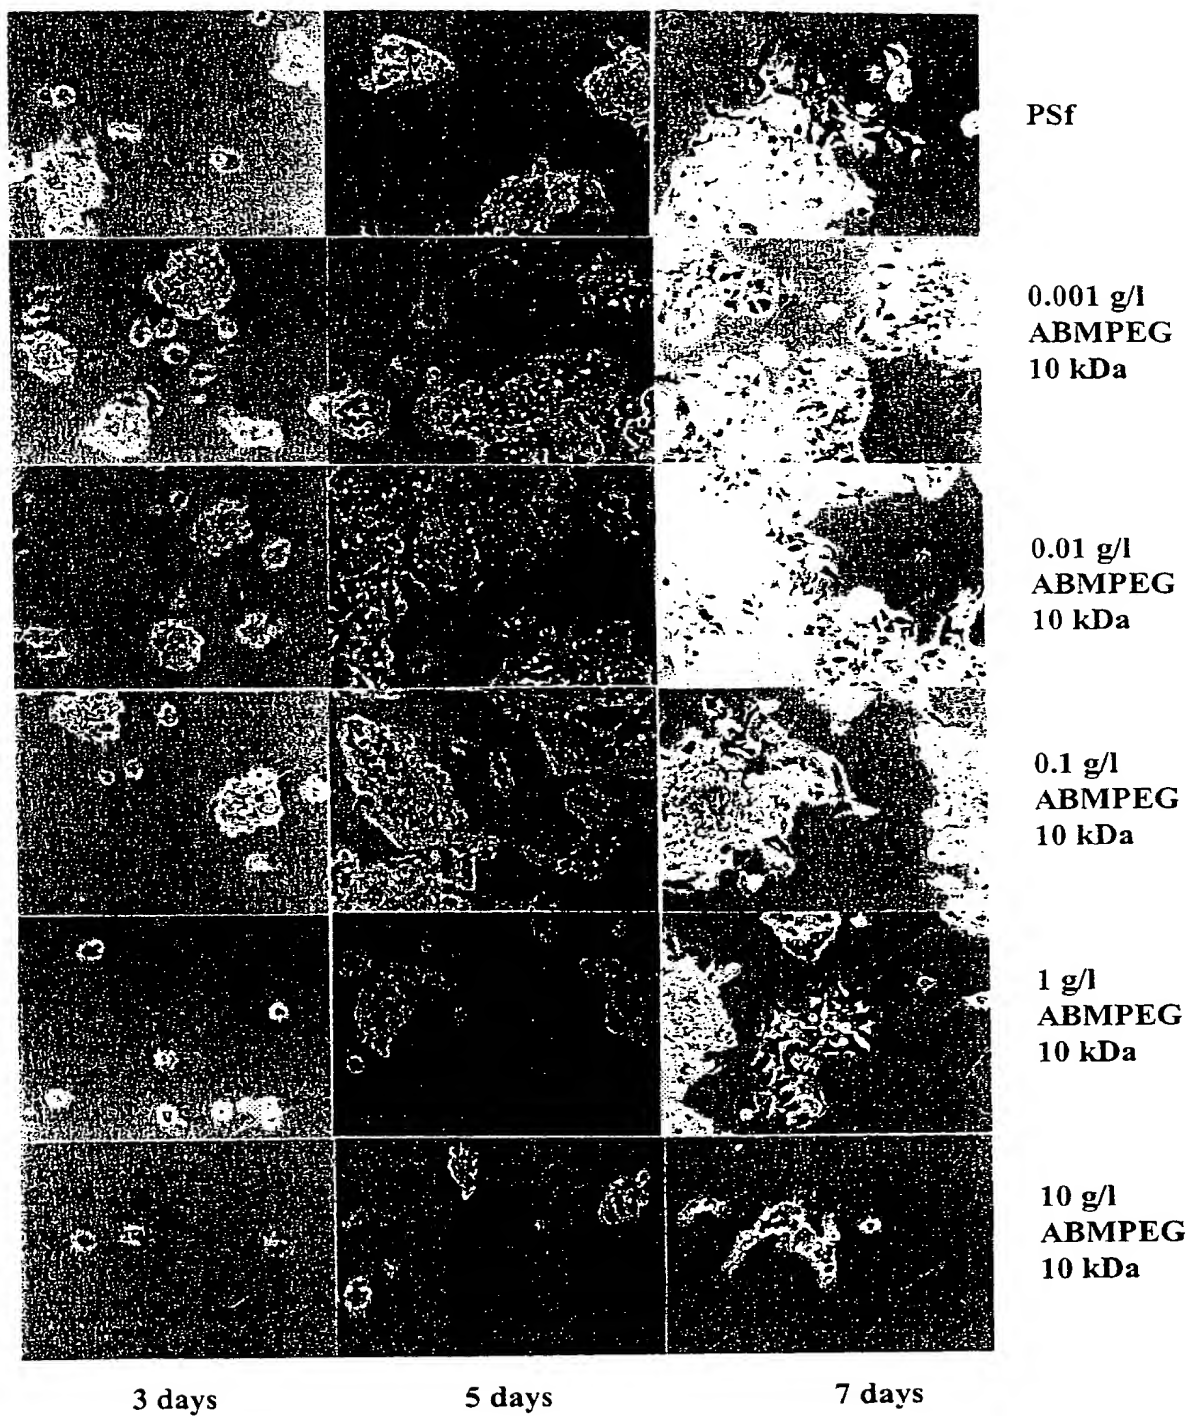 PSf
0.001 g/l
ABMPEG
10 kDa
0.01 g/l
ABMPEG
10 kDa
0.1 g/l
ABMPEG
10 kDa
1 g/l
ABMPEG
10 kDa
10 g/l
ABMPEG
10 kDa
3 days
5 days
7 days